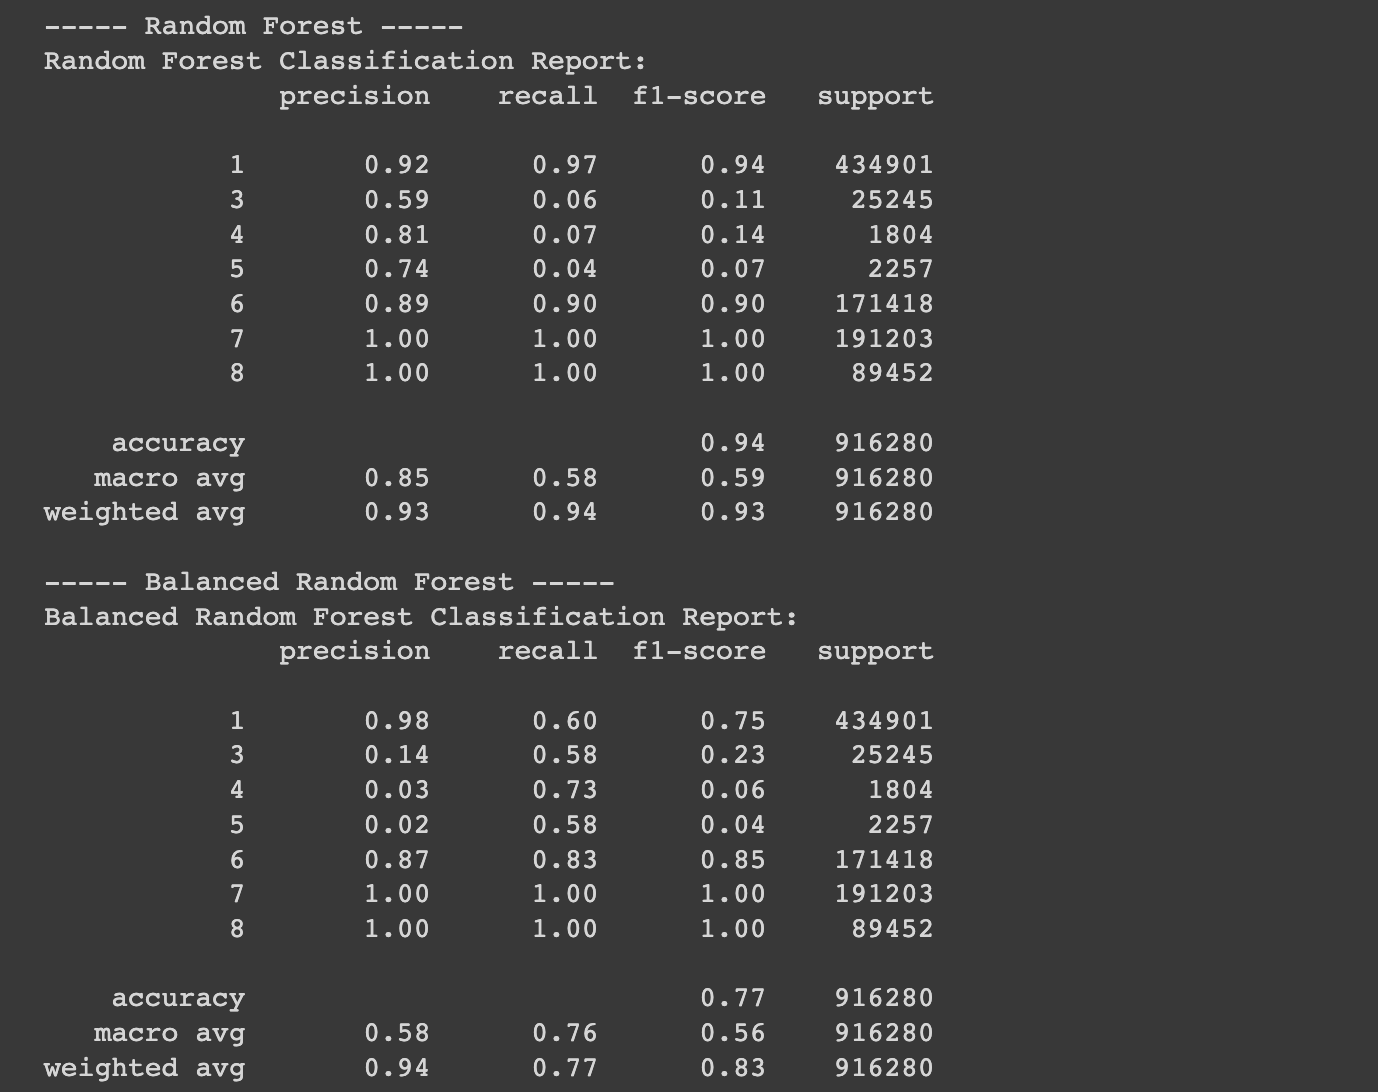 ----- Random Forest -----
Random Forest Classification Report:
              precision    recall  f1-score   support

           1       0.92      0.97      0.94    434901
           3       0.59      0.06      0.11     25245
           4       0.81      0.07      0.14      1804
           5       0.74      0.04      0.07      2257
           6       0.89      0.90      0.90    171418
           7       1.00      1.00      1.00    191203
           8       1.00      1.00      1.00     89452

    accuracy                           0.94    916280
   macro avg       0.85      0.58      0.59    916280
weighted avg       0.93      0.94      0.93    916280

----- Balanced Random Forest -----
Balanced Random Forest Classification Report:
              precision    recall  f1-score   support

           1       0.98      0.60      0.75    434901
           3       0.14      0.58      0.23     25245
           4       0.03      0.73      0.06      1804
           5       0.02      0.58      0.04      2257
           6       0.87      0.83      0.85    171418
           7       1.00      1.00      1.00    191203
           8       1.00      1.00      1.00     89452

    accuracy                           0.77    916280
   macro avg       0.58      0.76      0.56    916280
weighted avg       0.94      0.77      0.83    916280